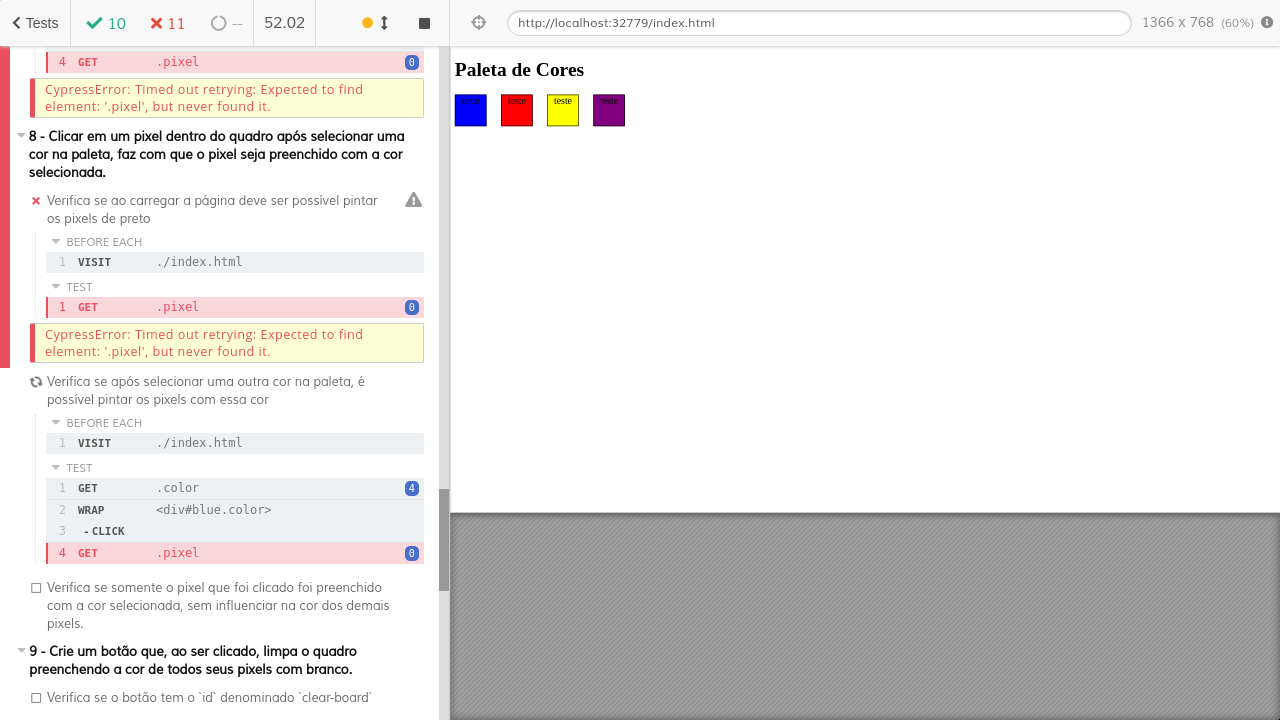 Tests
10
11
--
52.02
http://localhost:32779/index.html
1366 x 768 (60%)
4 GET .pixel 0
CypressError: Timed out retrying: Expected to find
element: '.pixel', but never found it.
8 - Clicar em um pixel dentro do quadro após selecionar uma
cor na paleta, faz com que o pixel seja preenchido com a cor
selecionada.
Verifica se ao carregar a página deve ser possível pintar
os pixels de preto
BEFORE EACH
1 VISIT ./index.html
TEST
1 GET .pixel 0
CypressError: Timed out retrying: Expected to find
element: '.pixel', but never found it.
Verifica se após selecionar uma outra cor na paleta, é
possível pintar os pixels com essa cor
BEFORE EACH
1 VISIT ./index.html
TEST
1 GET .color 4
2 WRAP <div#blue.color>
3 - CLICK
4 GET .pixel 0
Verifica se somente o pixel que foi clicado foi preenchido
com a cor selecionada, sem influenciar na cor dos demais
pixels.
9 - Crie um botão que, ao ser clicado, limpa o quadro
preenchendo a cor de todos seus pixels com branco.
Verifica se o botão tem o `id` denominado `clear-board`
Paleta de Cores
teste teste teste teste